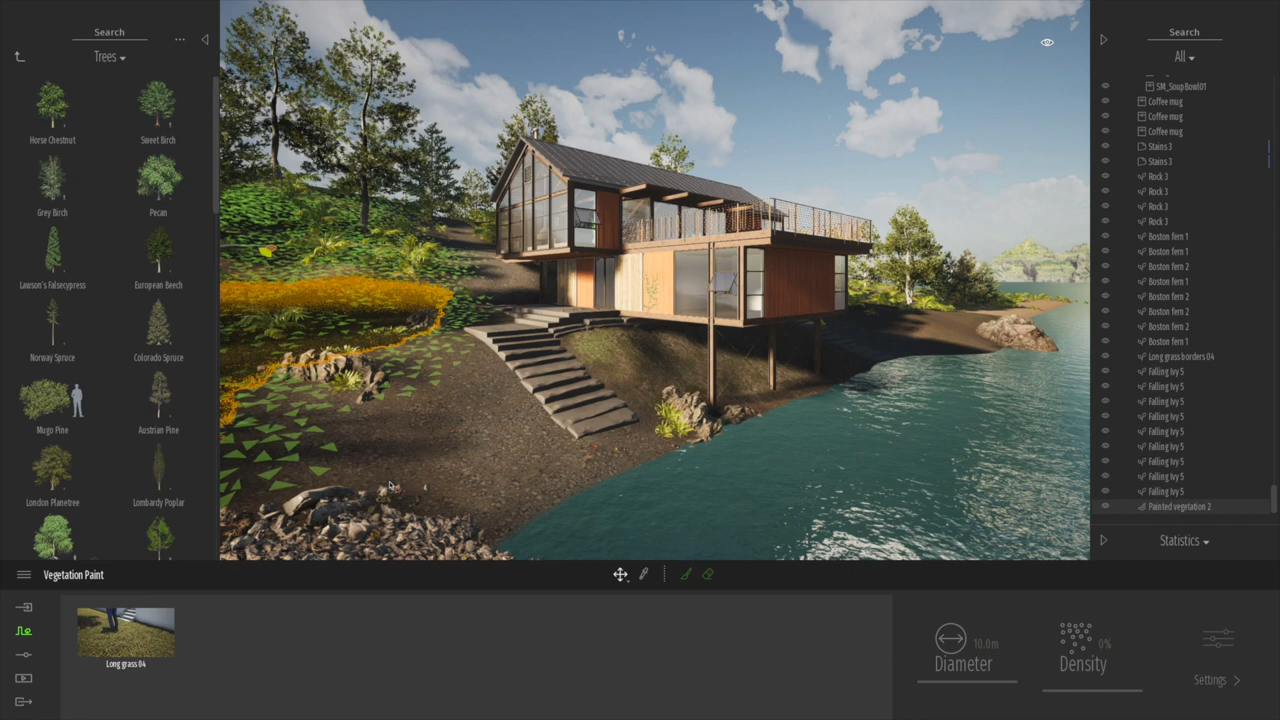 Search
...
Trees
Horse Chestnut
Sweet Birch
Grey Birch
Pecan
Lawson's Falsecypress
European Beech
Norway Spruce
Colorado Spruce
Mugo Pine
Austrian Pine
London Planetree
Lombardy Poplar
Search
All
SM_SoupBowl01
Coffee mug
Coffee mug
Coffee mug
Stains 3
Stains 3
Rock 3
Rock 3
Rock 3
Rock 3
Boston fern 1
Boston fern 1
Boston fern 2
Boston fern 1
Boston fern 2
Boston fern 2
Boston fern 2
Boston fern 1
Long grass borders 04
Falling Ivy 5
Falling Ivy 5
Falling Ivy 5
Falling Ivy 5
Falling Ivy 5
Falling Ivy 5
Falling Ivy 5
Falling Ivy 5
Falling Ivy 5
Painted vegetation 2
Statistics
Vegetation Paint
Long grass 04
10.0m
Diameter
0%
Density
Settings